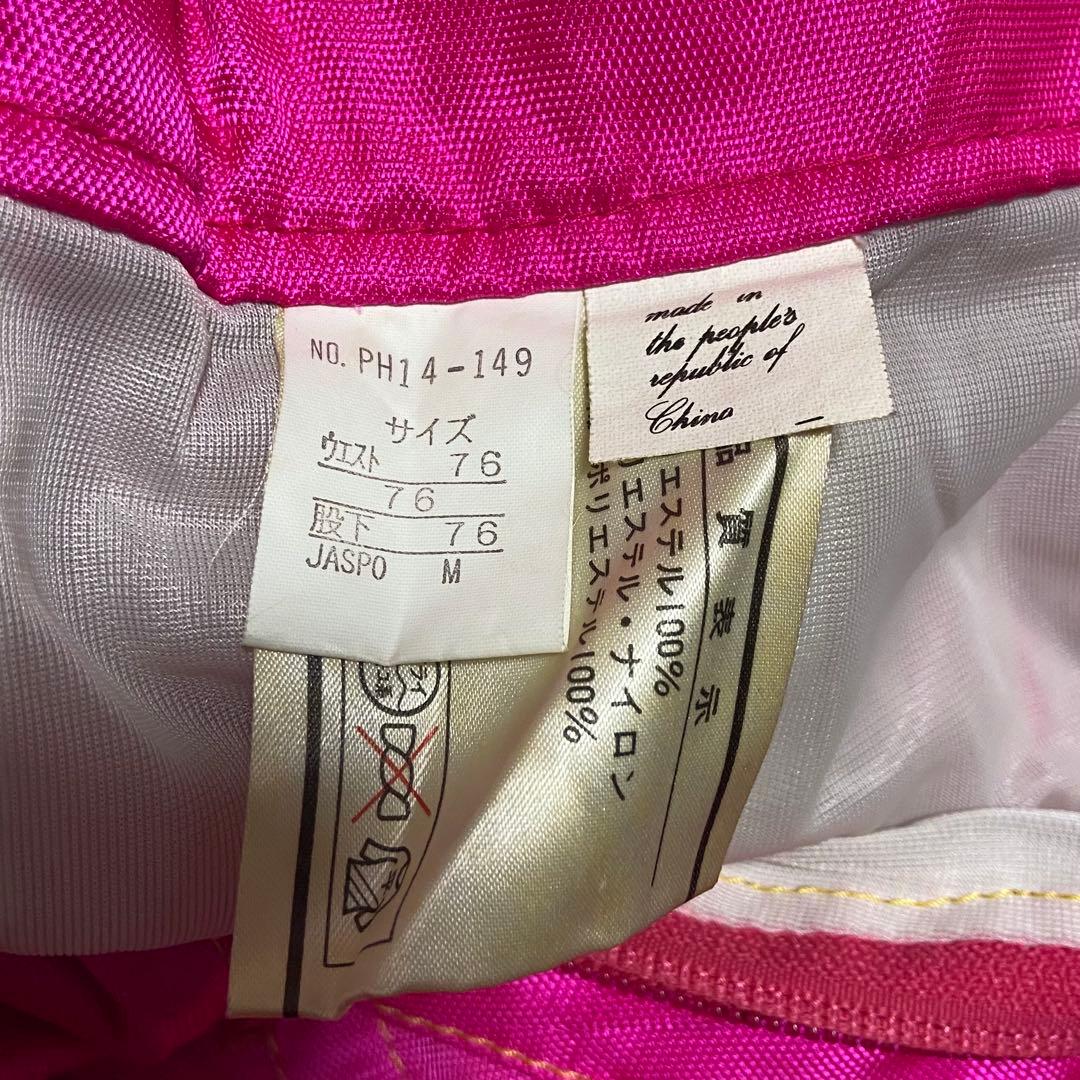 NO. PH14-149
サイズ
ウエスト 76
76
股下 76
JASPO M
made in
the people's
republic of
China
品質表示
エステル100%
リエステル・ナイロン
ポリエステル100%